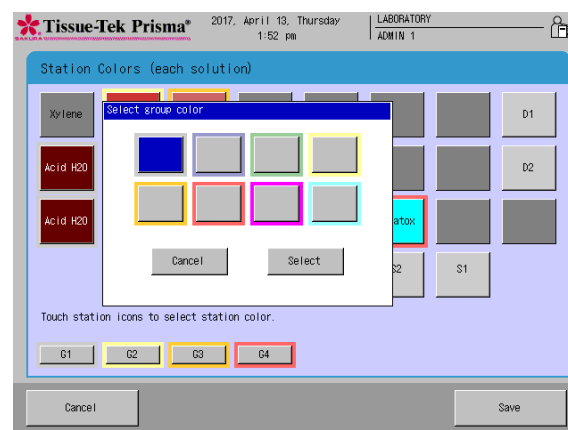 Tissue-Tek Prisma®
SAKURA
2017, April 13, Thursday
1:52 pm
LABORATORY
ADMIN 1
Station Colors (each solution)
Xylene
Select group color
D1
Acid H2O
D2
Acid H2O
atox
Cancel
Select
S2
S1
Touch station icons to select station color.
G1
G2
G3
G4
Cancel
Save